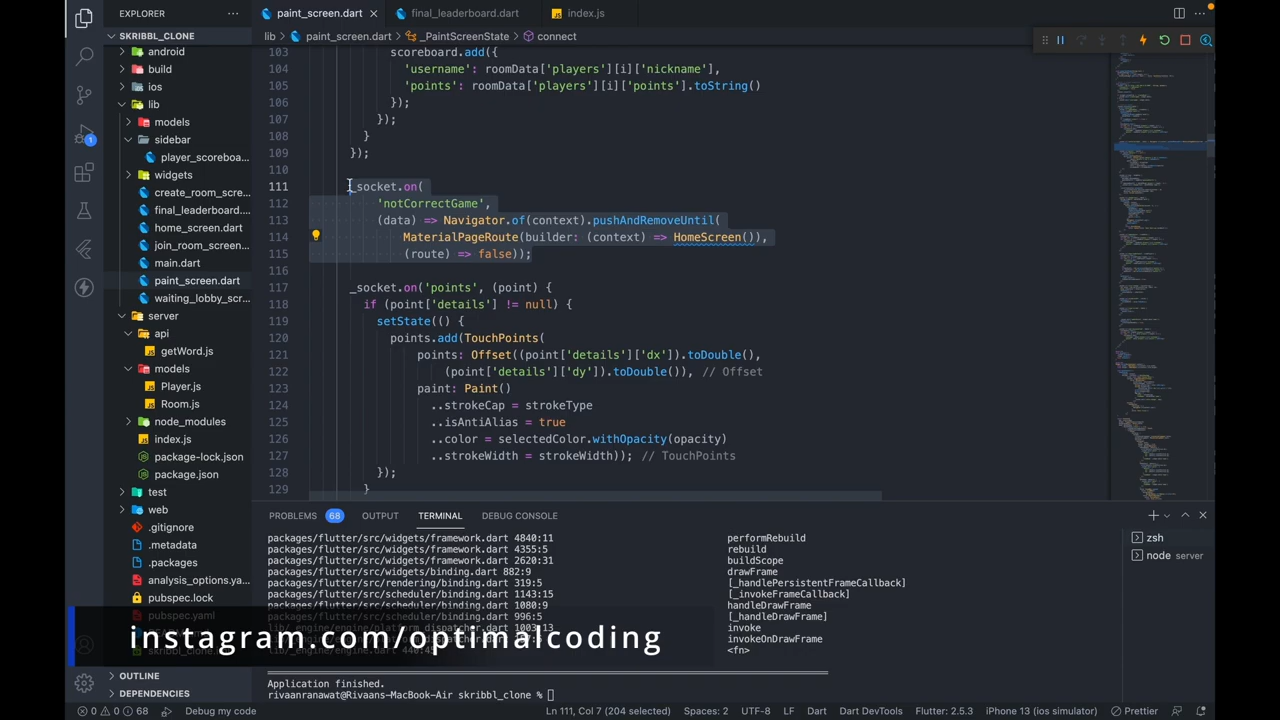 EXPLORER
paint_screen.dart
final_leaderboard.dart
index.js
SKRIBBL_CLONE
lib > paint_screen.dart > _PaintScreenState > connect
android
build
ios
lib
models
sidebar
player_scoreboa...
widgets
create_room_scre...
final_leaderboard...
home_screen.dart
join_room_screen...
main.dart
paint_screen.dart
waiting_lobby_scr...
server
api
getWord.js
models
Player.js
Room.js
node_modules
index.js
package-lock.json
package.json
test
web
.gitignore
.metadata
.packages
analysis_options.ya...
pubspec.lock
pubspec.yaml
OUTLINE
DEPENDENCIES
1
103 scoreboard.add({
104 'username': roomData['players'][i]['nickname'],
105 'points': roomData['players'][i]['points'].toString()
106 });
107 });
108 }
109 });
111 _socket.on(
112 'notCorrectGame',
113 (data) => Navigator.of(context).pushAndRemoveUntil(
114 MaterialPageRoute(builder: (context) => HomeScreen()),
115 (route) => false));
116
117 _socket.on('points', (point) {
118 if (point['details'] != null) {
119 setState(() {
120 points.add(TouchPoints(
121 points: Offset((point['details']['dx']).toDouble(),
122 (point['details']['dy']).toDouble()), // Offset
123 paint: Paint()
124 ..strokeCap = strokeType
125 ..isAntiAlias = true
126 ..color = selectedColor.withOpacity(opacity)
127 ..strokeWidth = strokeWidth)); // TouchPoints
128 });
129 }
PROBLEMS 68 OUTPUT TERMINAL DEBUG CONSOLE
zsh
node server
packages/flutter/src/widgets/framework.dart 4840:11 performRebuild
packages/flutter/src/widgets/framework.dart 4355:5 rebuild
packages/flutter/src/widgets/framework.dart 2620:31 buildScope
packages/flutter/src/widgets/binding.dart 882:9 drawFrame
packages/flutter/src/rendering/binding.dart 319:5 [_handlePersistentFrameCallback]
packages/flutter/src/scheduler/binding.dart 1143:15 [_invokeFrameCallback]
packages/flutter/src/scheduler/binding.dart 1080:9 handleDrawFrame
packages/flutter/src/scheduler/binding.dart 996:5 [_handleDrawFrame]
invoke
invokeOnDrawFrame
<fn>
instagram.com/optimalcoding
Application finished.
rivaanranawat@Rivaans-MacBook-Air skribbl_clone %
0 0 68 Debug my code Ln 111, Col 7 (204 selected) Spaces: 2 UTF-8 LF Dart Dart DevTools Flutter: 2.5.3 iPhone 13 (ios simulator) Prettier